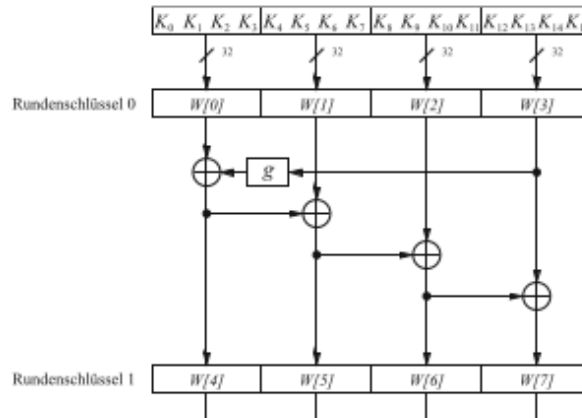 K₀ K₁ K₂ K₃ K₄ K₅ K₆ K₇ K₈ K₉ K₁₀ K₁₁ K₁₂ K₁₃ K₁₄
32 32 32 32
Rundenschlüssel 0 W[0] W[1] W[2] W[3]
g
Rundenschlüssel 1 W[4] W[5] W[6] W[7]